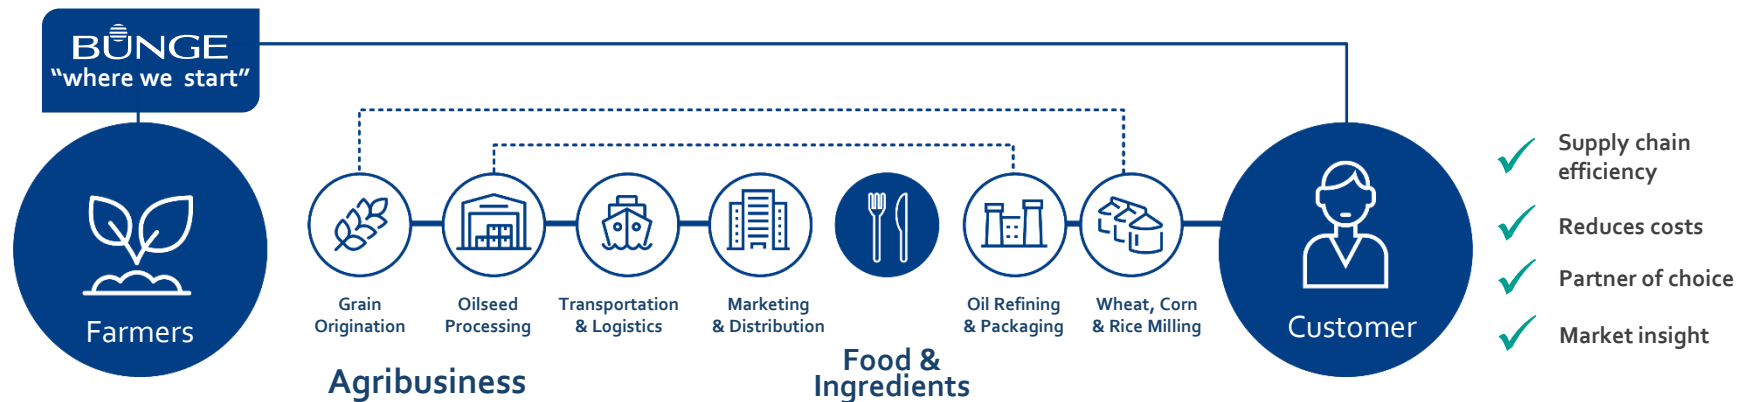 BUNGE
“where we start”
Farmers
Grain
Origination
Oilseed
Processing
Transportation
& Logistics
Marketing
& Distribution
Agribusiness
Food &
Ingredients
Oil Refining
& Packaging
Wheat, Corn
& Rice Milling
Customer
Supply chain
efficiency
Reduces costs
Partner of choice
Market insight